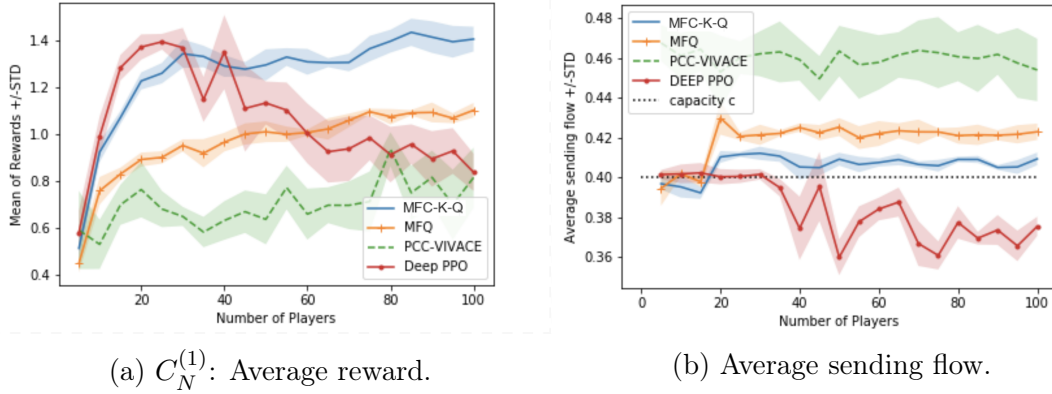 1.4
1.2
1.0
0.8
0.6
0.4
Mean of Rewards +/-STD
MFC-K-Q
MFQ
PCC-VIVACE
Deep PPO
20
40
60
80
100
Number of Players
(a) $C_N^{(1)}$: Average reward.
0.48
0.46
0.44
0.42
0.40
0.38
0.36
Average sending flow +/-STD
MFC-K-Q
MFQ
PCC-VIVACE
DEEP PPO
capacity c
0
20
40
60
80
100
Number of Players
(b) Average sending flow.